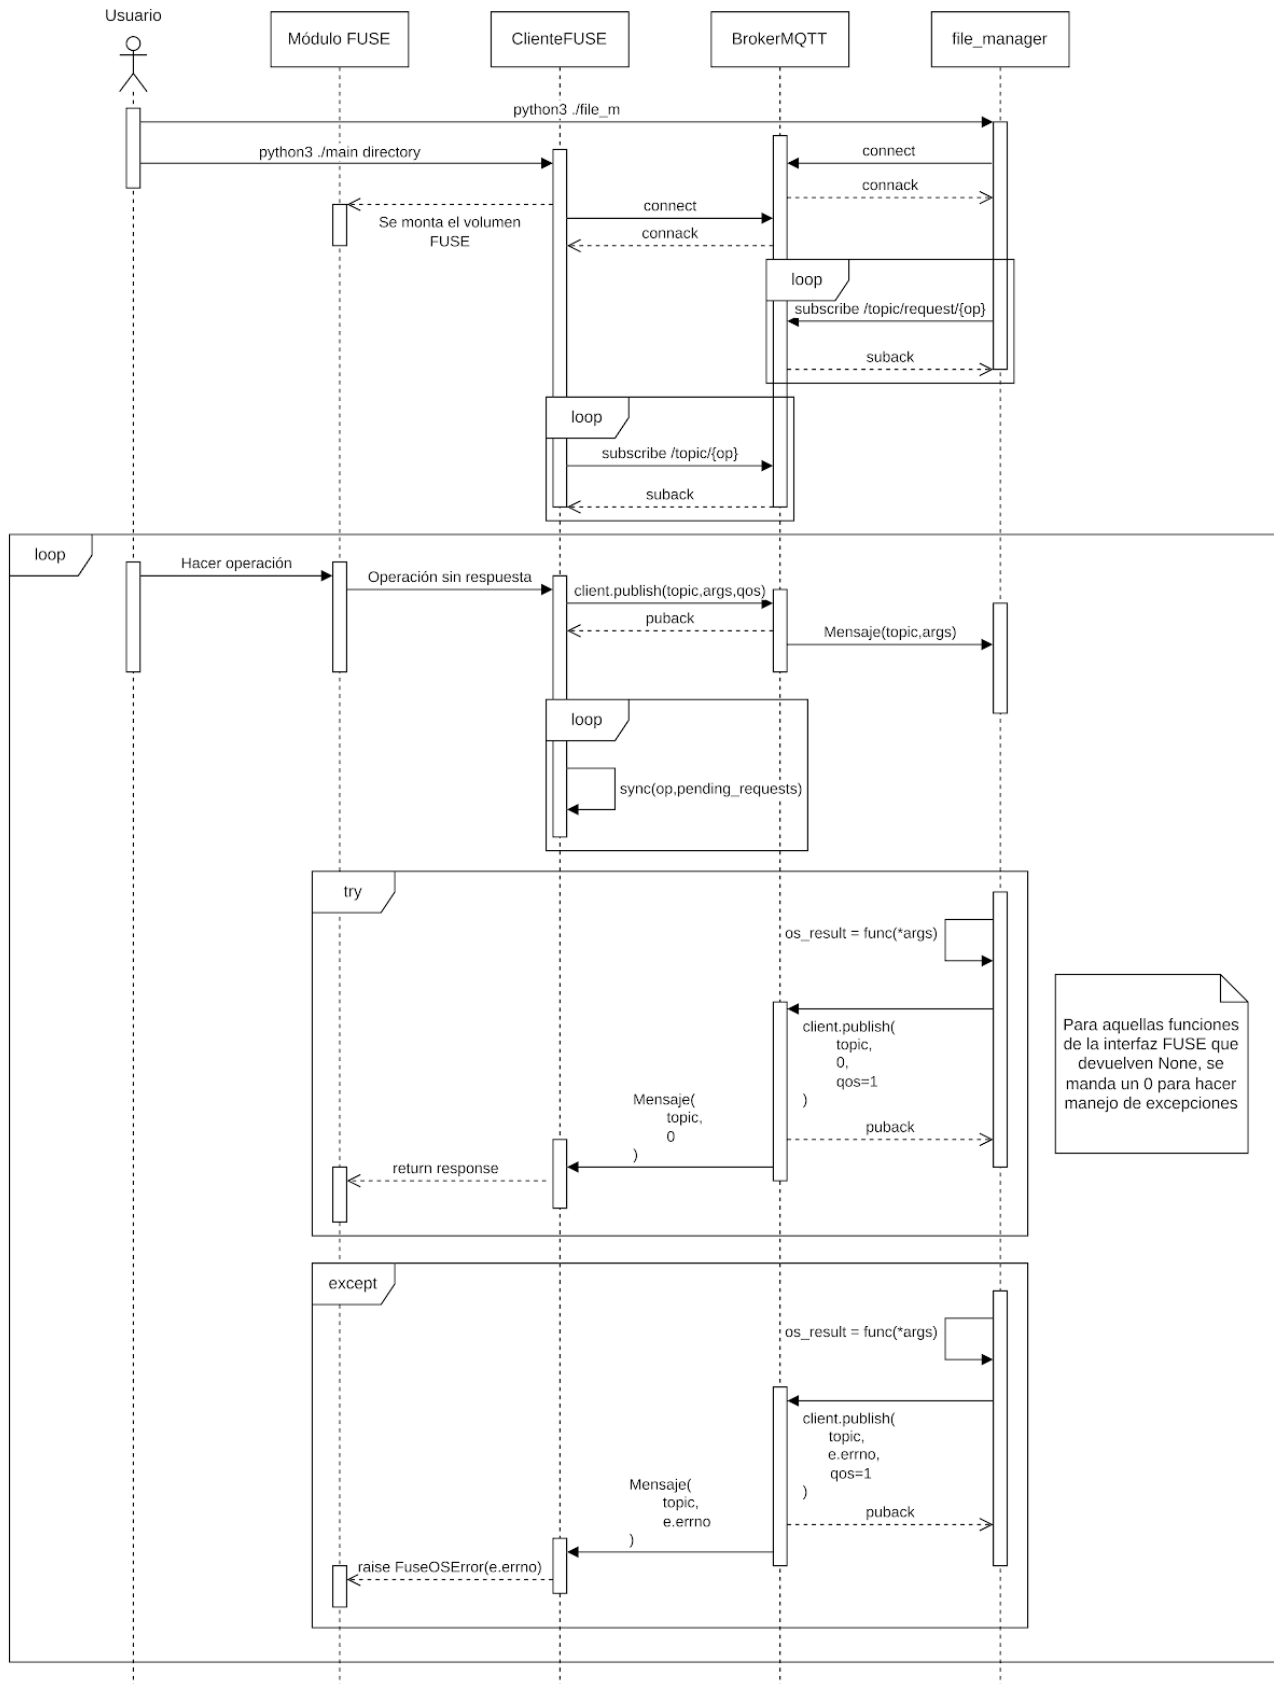 Usuario
Módulo FUSE
ClienteFUSE
BrokerMQTT
file_manager
python3 ./file_m
python3 ./main directory
connect
connack
Se monta el volumen
FUSE
connect
connack
loop
subscribe /topic/request/{op}
suback
loop
subscribe /topic/{op}
suback
loop
Hacer operación
Operación sin respuesta
client.publish(topic,args,qos)
puback
Mensaje(topic,args)
loop
sync(op,pending_requests)
try
os_result = func(*args)
client.publish(
topic,
0,
qos=1
)
puback
Mensaje(
topic,
0
)
return response
Para aquellas funciones
de la interfaz FUSE que
devuelven None, se
manda un 0 para hacer
manejo de excepciones
except
os_result = func(*args)
client.publish(
topic,
e.errno,
qos=1
)
puback
Mensaje(
topic,
e.errno
)
raise FuseOSError(e.errno)